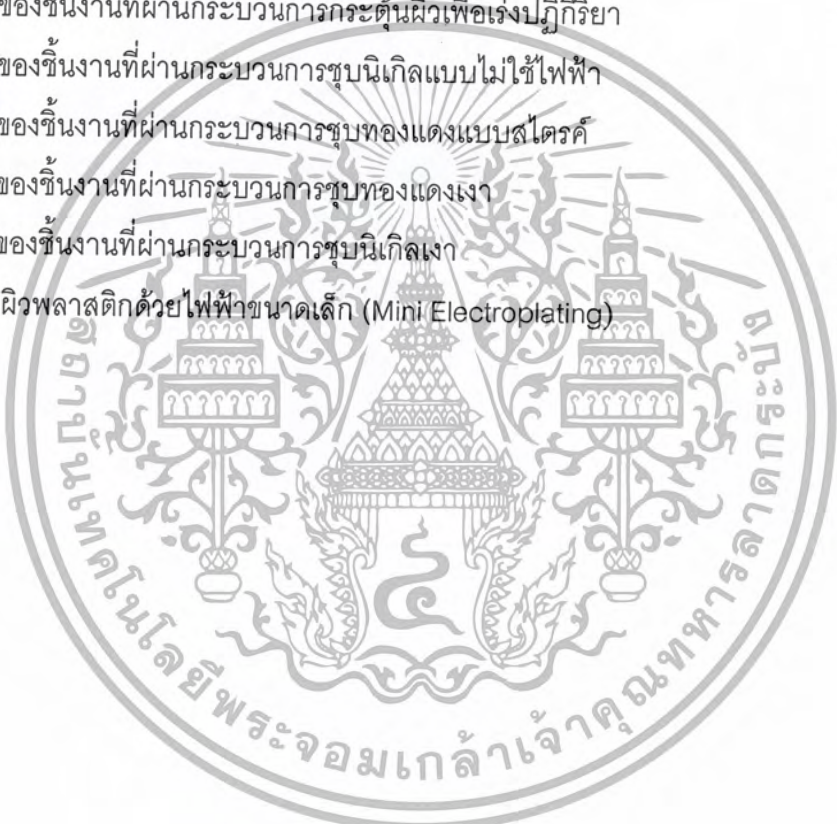 ของชิ้นงานที่ผ่านกระบวนการกระตุ้นผิวเพื่อเร่งปฏิกิริยา
ของชิ้นงานที่ผ่านกระบวนการชุบนิเกิลแบบไม่ใช้ไฟฟ้า
ของชิ้นงานที่ผ่านกระบวนการชุบทองแดงแบบสไตรค์
ของชิ้นงานที่ผ่านกระบวนการชุบทองแดงเงา
ของชิ้นงานที่ผ่านกระบวนการชุบนิเกิลเงา
ผิวพลาสติกด้วยไฟฟ้าขนาดเล็ก (Mini Electroplating)
สถาบันเทคโนโลยีพระจอมเกล้าเจ้าคุณทหารลาดกระบัง
๔